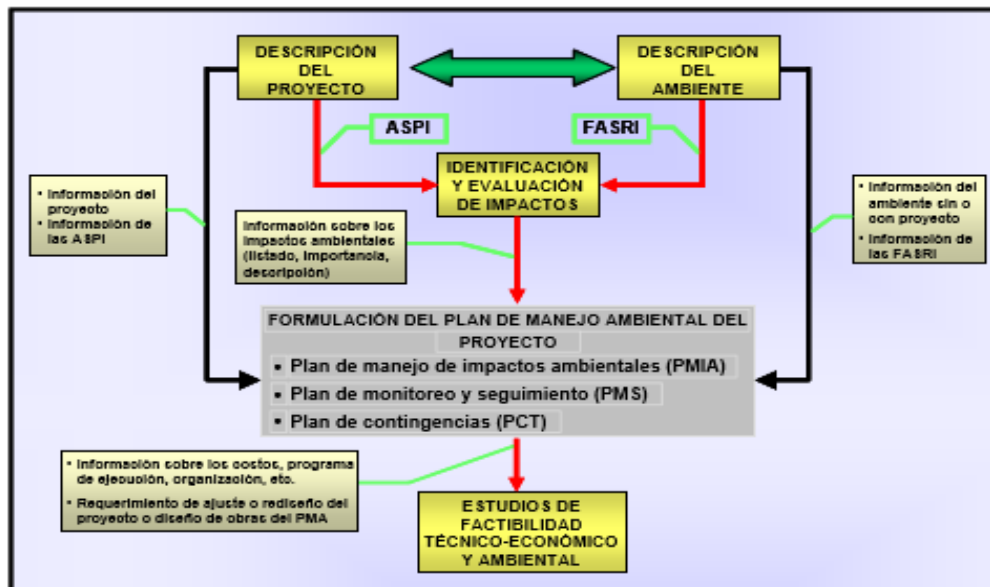 DESCRIPCIÓN
DEL
PROYECTO
DESCRIPCIÓN
DEL
AMBIENTE
ASPI
FASRI
IDENTIFICACIÓN
Y EVALUACIÓN
DE IMPACTOS
• Información del
proyecto
• Información de
las ASPI
Información sobre los
impactos ambientales
(listado, importancia,
descripción)
• Información del
ambiente sin o
con proyecto
• Información de
las FASRI
FORMULACIÓN DEL PLAN DE MANEJO AMBIENTAL DEL
PROYECTO
▪ Plan de manejo de impactos ambientales (PMIA)
▪ Plan de monitoreo y seguimiento (PMS)
▪ Plan de contingencias (PCT)
• Información sobre los costos, programa
de ejecución, organización, etc.
• Requerimiento de ajuste o rediseño del
proyecto o diseño de obras del PMA
ESTUDIOS DE
FACTIBILIDAD
TÉCNICO-ECONÓMICO
Y AMBIENTAL